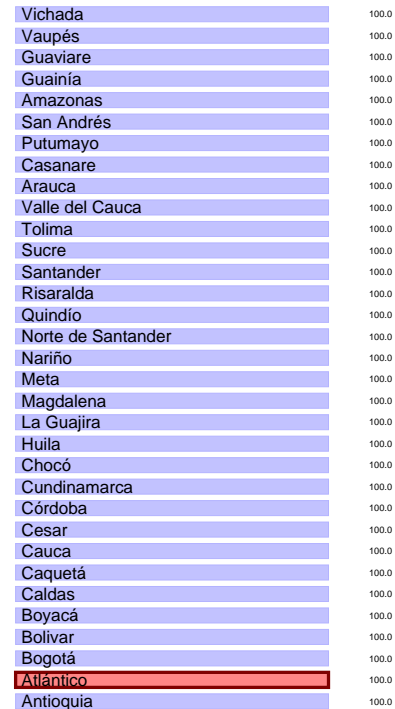 Vichada 100.0
Vaupés 100.0
Guaviare 100.0
Guainía 100.0
Amazonas 100.0
San Andrés 100.0
Putumayo 100.0
Casanare 100.0
Arauca 100.0
Valle del Cauca 100.0
Tolima 100.0
Sucre 100.0
Santander 100.0
Risaralda 100.0
Quindío 100.0
Norte de Santander 100.0
Nariño 100.0
Meta 100.0
Magdalena 100.0
La Guajira 100.0
Huila 100.0
Chocó 100.0
Cundinamarca 100.0
Córdoba 100.0
Cesar 100.0
Cauca 100.0
Caquetá 100.0
Caldas 100.0
Boyacá 100.0
Bolivar 100.0
Bogotá 100.0
Atlántico 100.0
Antioquia 100.0